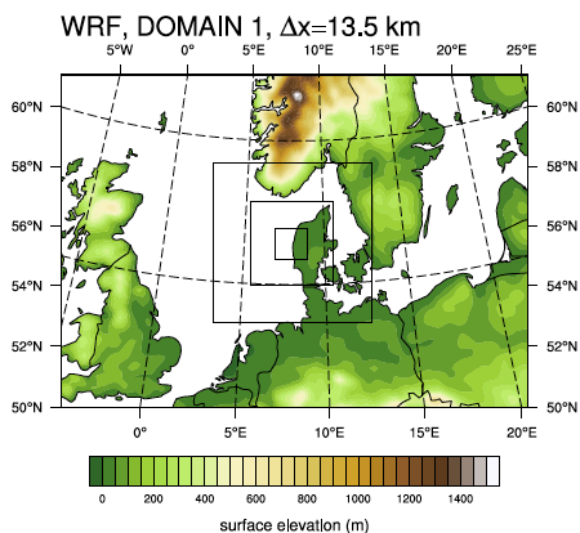 WRF, DOMAIN 1, Δx=13.5 km
5°W 0° 5°E 10°E 15°E 20°E 25°E
60°N 60°N
58°N 58°N
56°N 56°N
54°N 54°N
52°N 52°N
50°N 50°N
0° 5°E 10°E 15°E 20°E
0 200 400 600 800 1000 1200 1400
surface elevation (m)